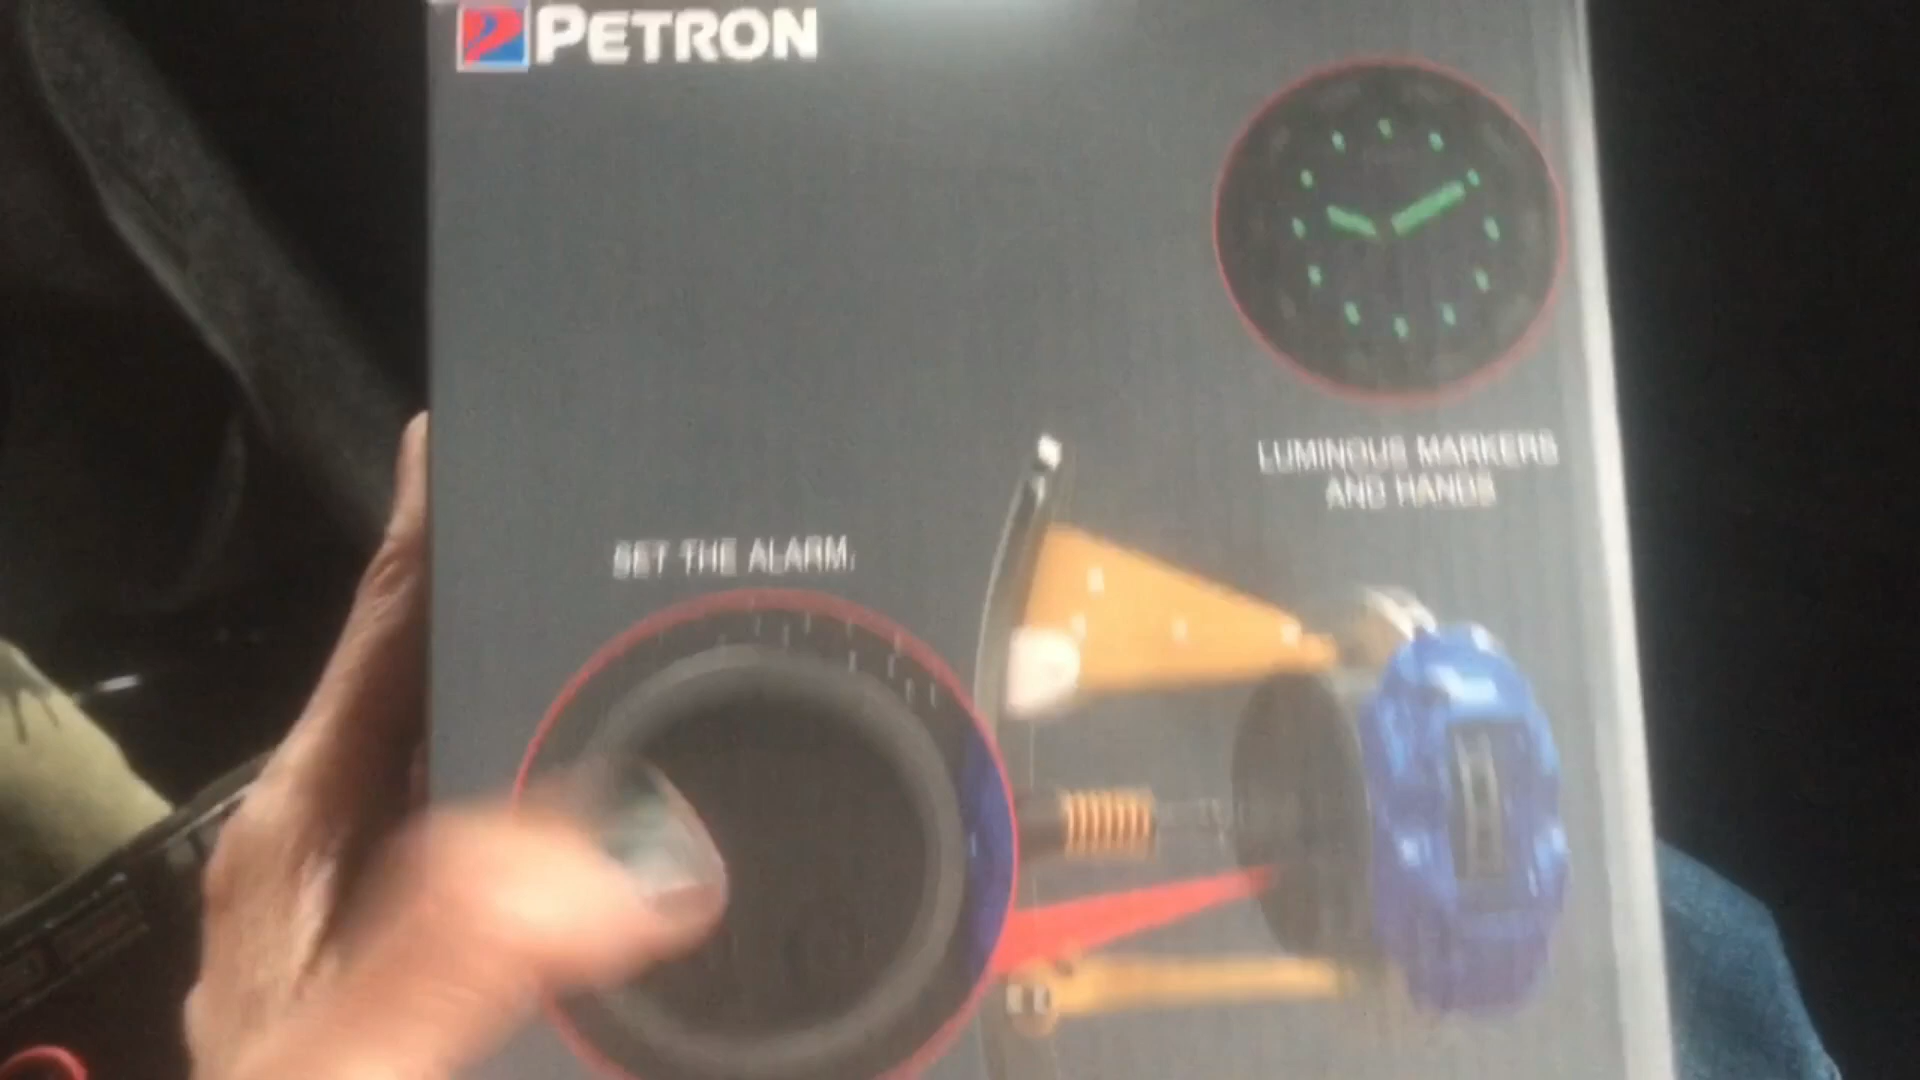 PETRON
LUMINOUS MARKERS
AND HANDS
SET THE ALARM,